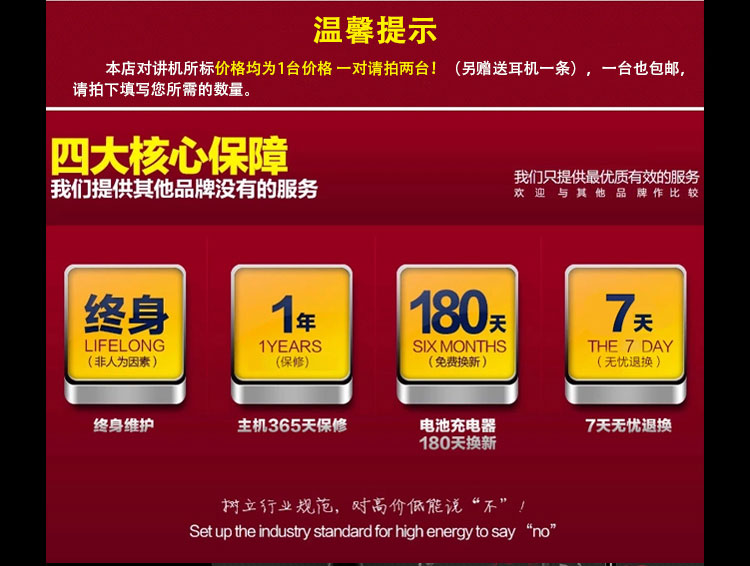 温馨提示
本店对讲机所标价格均为1台价格 一对请拍两台！（另赠送耳机一条），一台也包邮，
请拍下填写您所需的数量。
四大核心保障
我们提供其他品牌没有的服务
我们只提供最优质有效的服务
欢迎与其他品牌作比较
终身
LIFELONG
（非人为因素）
终身维护
1年
1YEARS
（保修）
主机365天保修
180天
SIX MONTHS
（免费换新）
电池充电器
180天换新
7天
THE 7 DAY
（无忧退换）
7天无忧退换
树立行业规范，对高价低能说“不”！
Set up the industry standard for high energy to say “no”